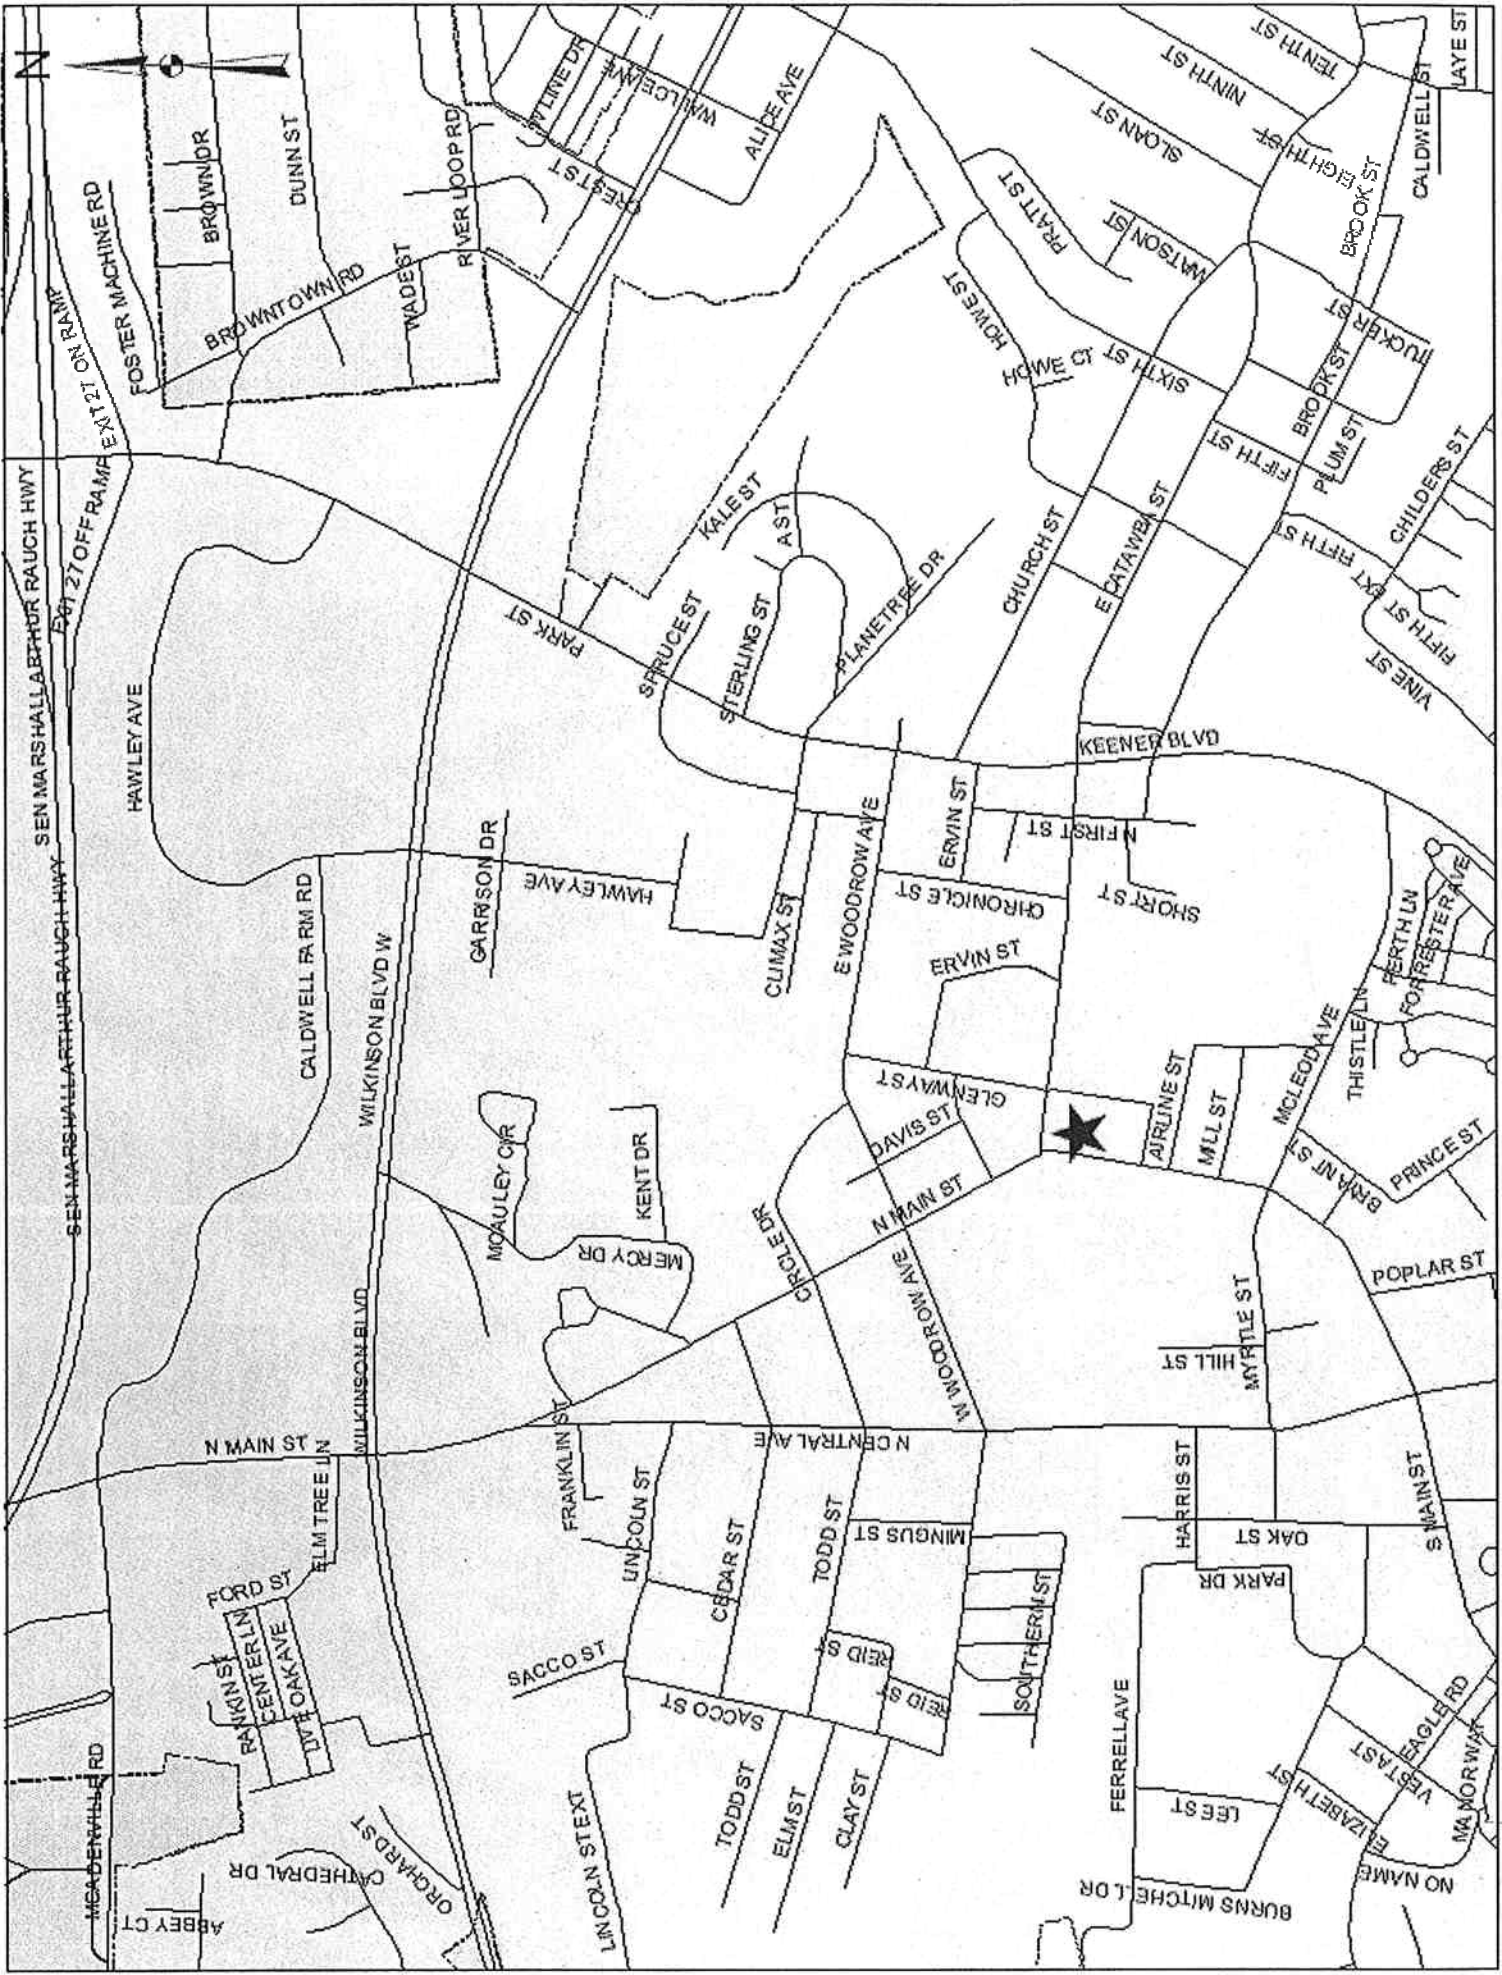 N
SEN MARSHALLARTHUR RAUCH HWY
SEN MARSHALLARTHUR RAUCH HWY
SEN MARSHALLARTHUR RAUCH HWY
EXIT 27 OFF RAMP
EXIT 27 ON RAMP
FOSTER MACHINE RD
BROWN DR
DUNN ST
BROWNTOWN RD
WADE ST
RIVER LOOP RD
CREST ST
WALLCE AVE
ALICE AVE
TENTH ST
NINTH ST
SLOAN ST
EIGHTH ST
CALDWELL ST
BROOK ST
PRATT ST
WATSON ST
HOWE ST
HOWE CT
SIXTH ST
TUCKER ST
BROOK ST
PLUM ST
FIFTH ST
FIFTH ST
CHILDERS ST
FIFTH ST EXT
VINE ST
HAWLEY AVE
PARK ST
KALE ST
A ST
SPRUCE ST
STERLING ST
PLANETREE DR
CHURCH ST
E CATAWBA ST
KEENER BLVD
CALDWELL FARM RD
WILKINSON BLVD W
GARRISON DR
HAWLEY AVE
CLIMAX ST
E WOODROW AVE
ERVIN ST
N FIRST ST
CHRONICLE ST
SHORT ST
ERVIN ST
PERTH LN
FORRESTER AVE
THISTLE LN
MCLEOD AVE
GLENWAY ST
DAVIS ST
AIRLINE ST
MILL ST
BRYANT ST
PRINCE ST
MCAULEY CIR
KENT DR
MERCY DR
CIRCLE DR
N MAIN ST
W WOODROW AVE
HILL ST
MYRTLE ST
POPLAR ST
WILKINSON BLVD
N MAIN ST
ELM TREE LN
FRANKLIN ST
N CENTRAL AVE
LINCOLN ST
CEDAR ST
TODD ST
MINGUS ST
HARRIS ST
OAK ST
S MAIN ST
PARK DR
FORD ST
RANKIN ST
CENTER LN
LIVE OAK AVE
SACCO ST
SACCO ST
REID ST
REID ST
SOUTHERN ST
FERRELL AVE
TODD ST
ELM ST
CLAY ST
LEE ST
ELIZABETH ST
VESTA ST
EAGLE RD
MANOR WAY
MCADENVILLE RD
ABBEY CT
CATHEDRAL DR
ORCHARD ST
LINCOLN ST EXT
BURNS MITCHELL DR
NO NAME